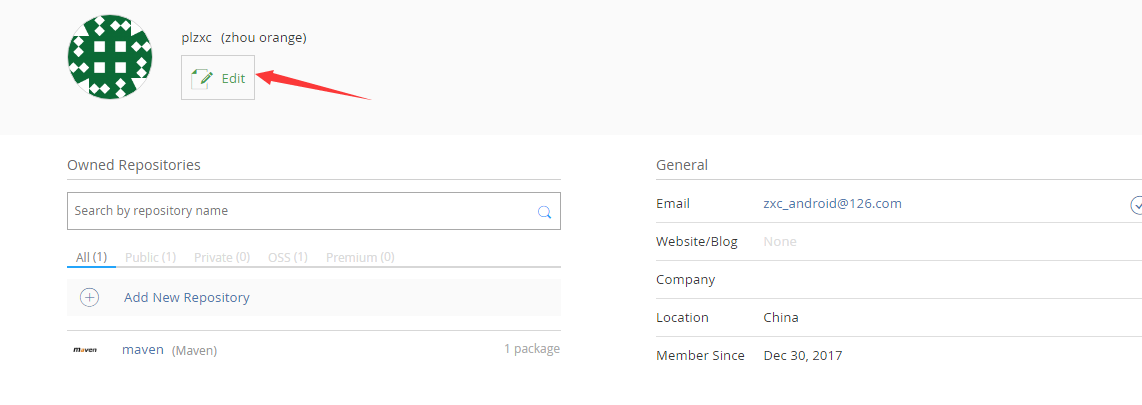 plzxc (zhou orange)
Edit
Owned Repositories
Search by repository name
All (1) Public (1) Private (0) OSS (1) Premium (0)
Add New Repository
maven maven (Maven) 1 package
General
Email zxc_android@126.com
Website/Blog None
Company
Location China
Member Since Dec 30, 2017